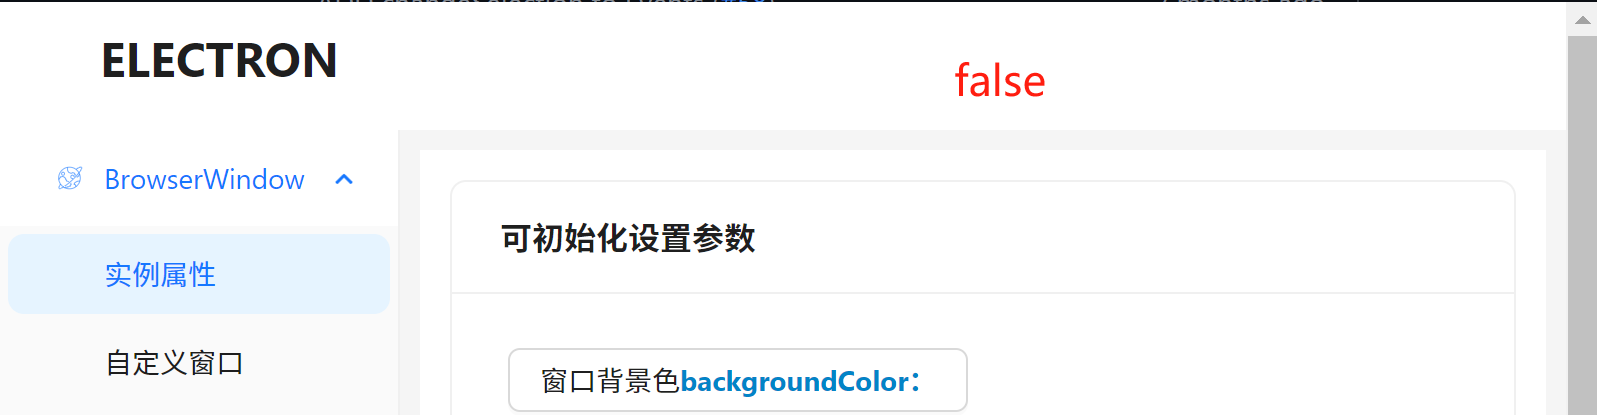 ELECTRON
false
BrowserWindow
实例属性
自定义窗口
可初始化设置参数
窗口背景色backgroundColor：